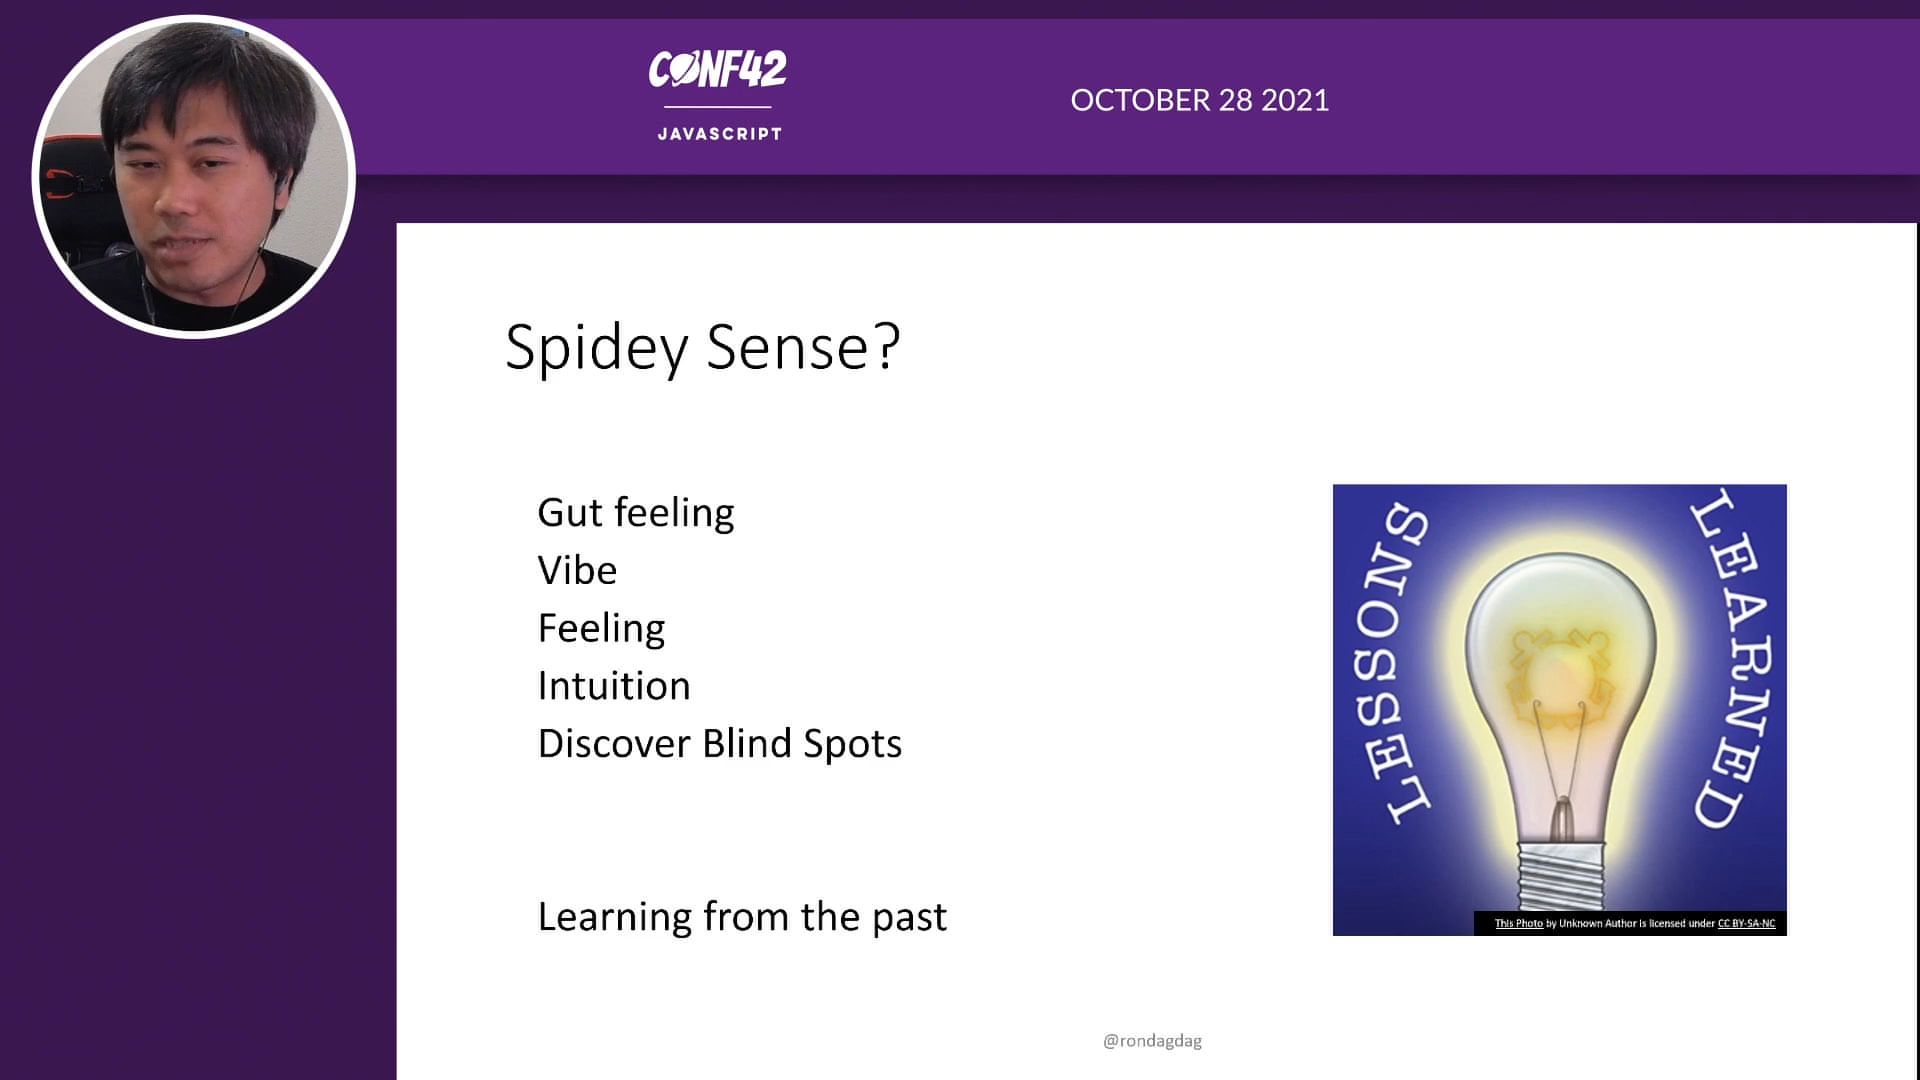 CONF42
JAVASCRIPT
OCTOBER 28 2021
Spidey Sense?
Gut feeling
Vibe
Feeling
Intuition
Discover Blind Spots
Learning from the past
LESSONS
LEARNED
This Photo by Unknown Author is licensed under CC BY-SA-NC
@rondagdag